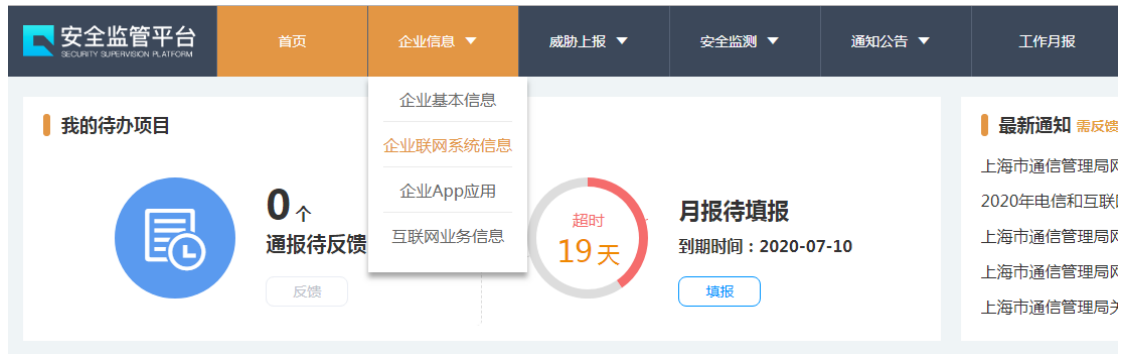 安全监管平台
SECURITY SUPERVISION PLATFORM
首页
企业信息
威胁上报
安全监测
通知公告
工作月报
企业基本信息
企业联网系统信息
企业App应用
互联网业务信息
我的待办项目
0个
通报待反馈
反馈
超时
19天
月报待填报
到期时间：2020-07-10
填报
最新通知 需反馈
上海市通信管理局
2020年电信和互联
上海市通信管理局
上海市通信管理局
上海市通信管理局